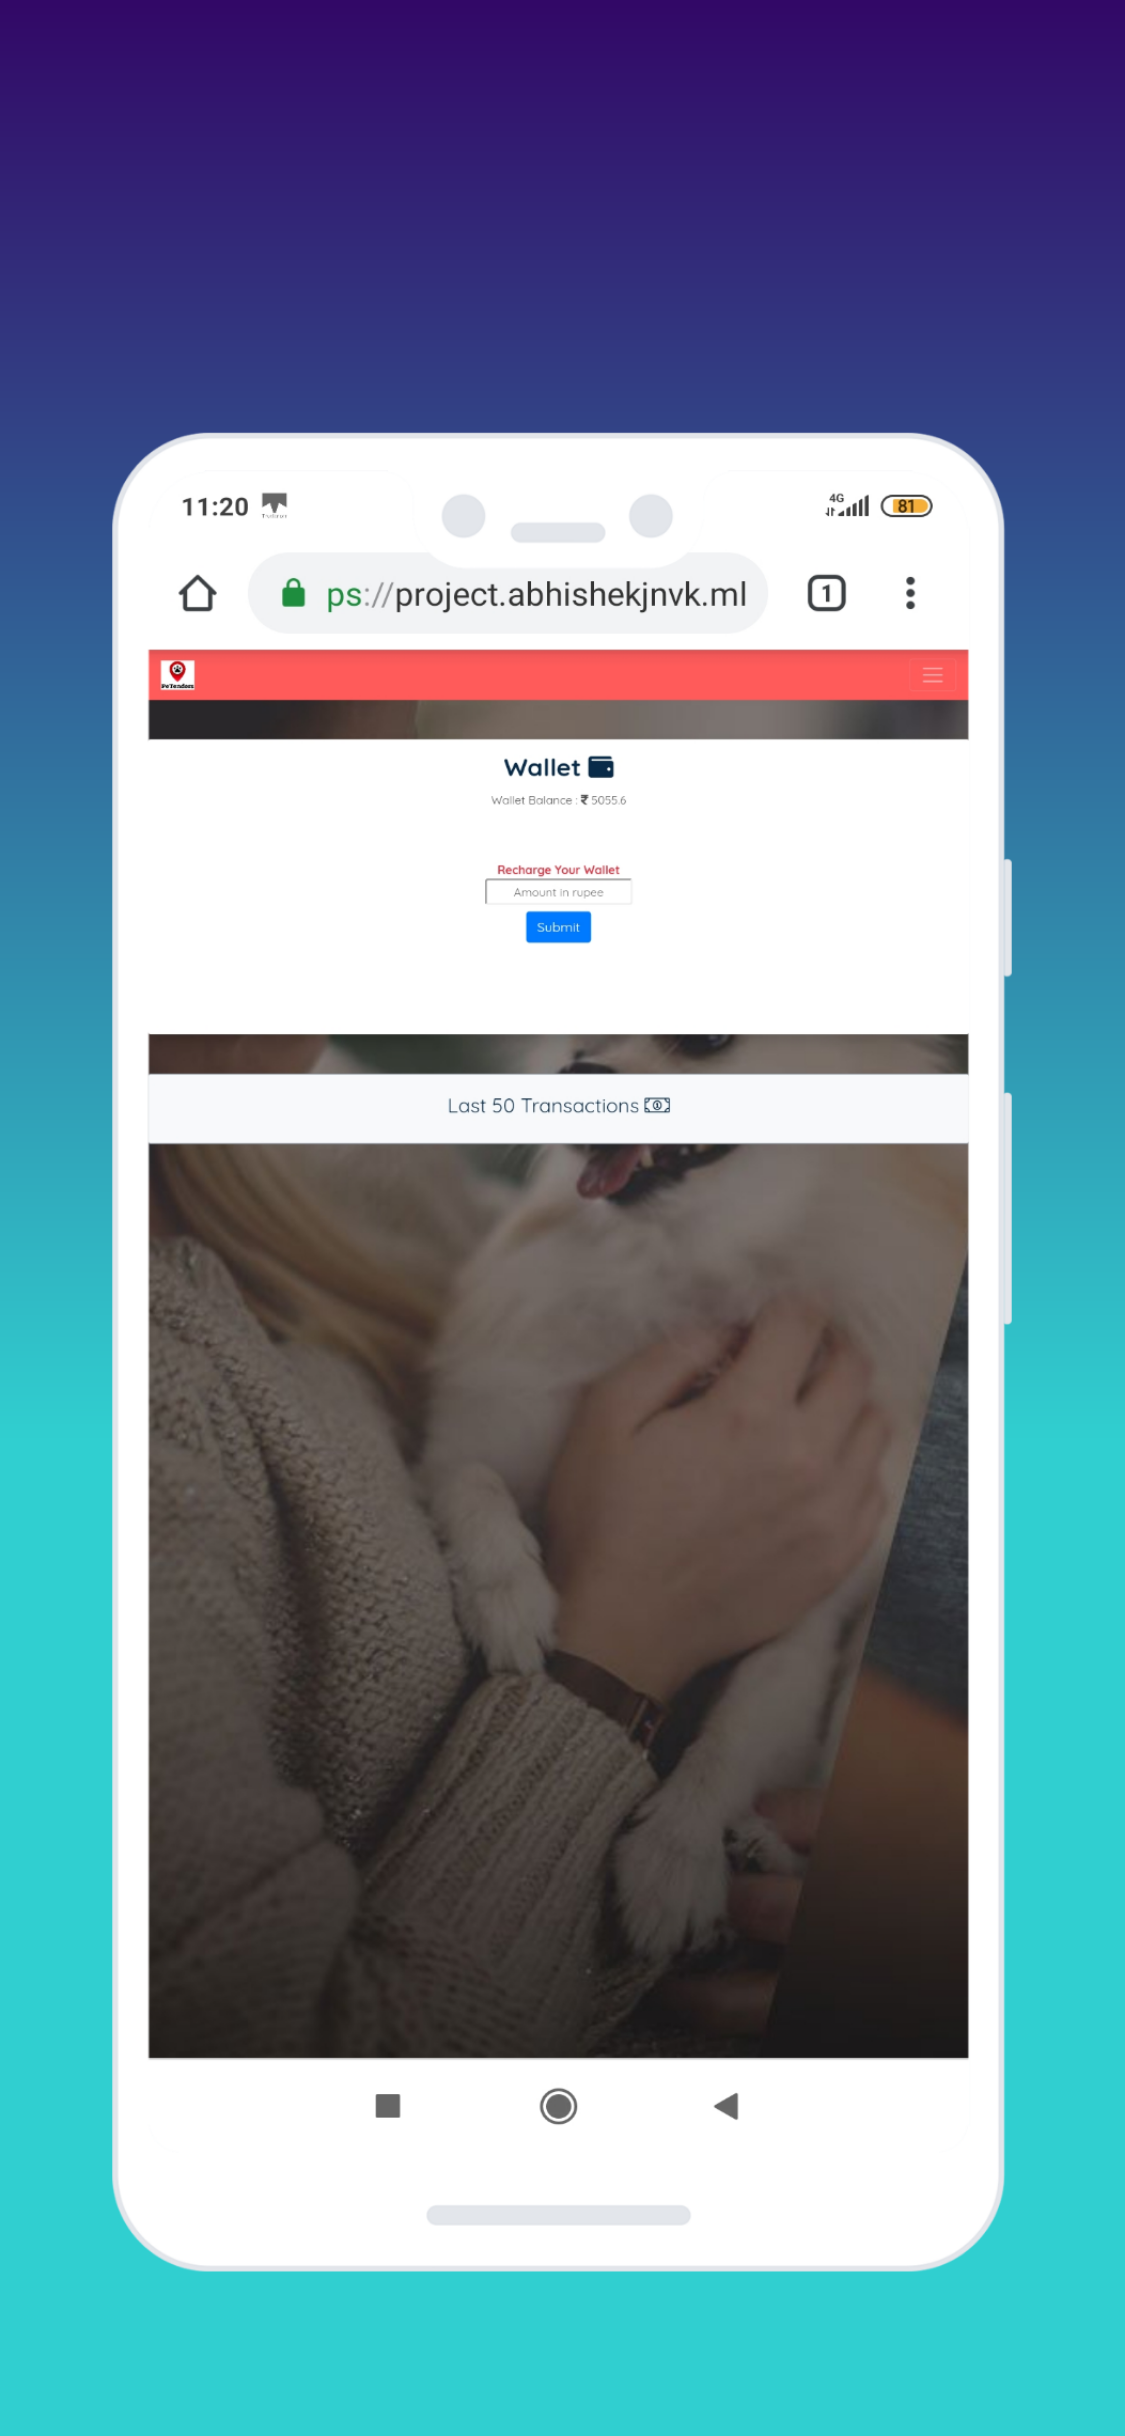 11:20
4G
81
ps://project.abhishekjnvk.ml
1
PeTendom
Wallet
Wallet Balance : ₹ 5055.6
Recharge Your Wallet
Amount in rupee
Submit
Last 50 Transactions